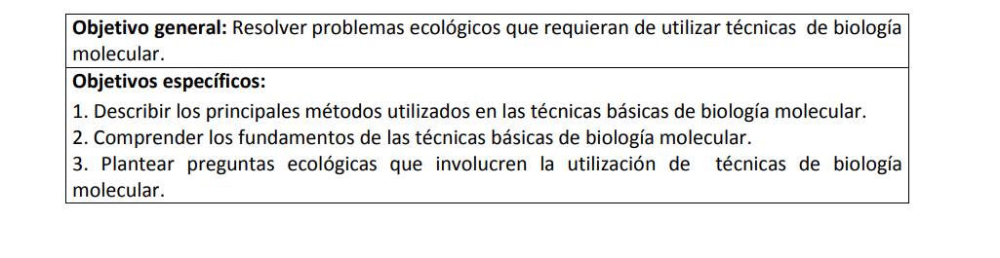 Objetivo general: Resolver problemas ecológicos que requieran de utilizar técnicas  de biología
molecular.
Objetivos específicos:
1. Describir los principales métodos utilizados en las técnicas básicas de biología molecular.
2. Comprender los fundamentos de las técnicas básicas de biología molecular.
3. Plantear preguntas ecológicas que involucren la utilización de  técnicas de biología
molecular.